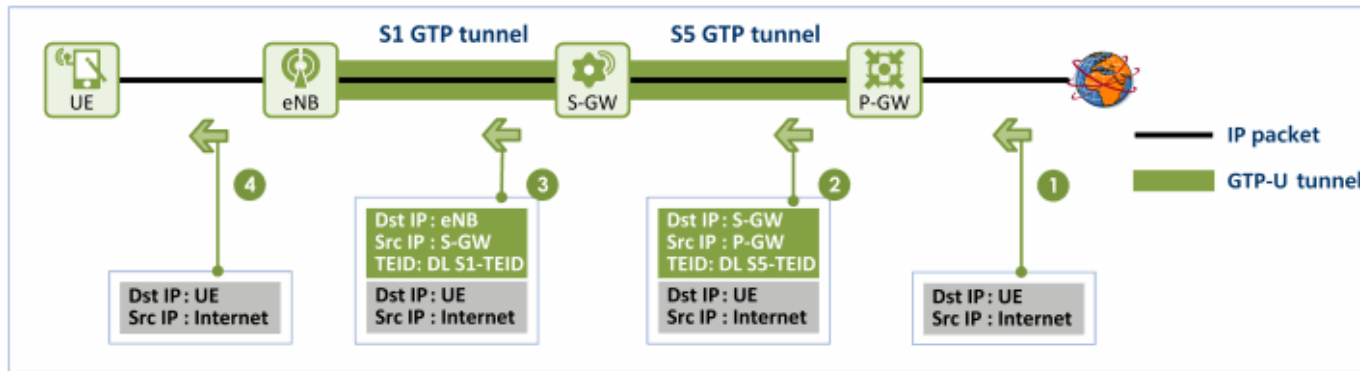 S1 GTP tunnel
S5 GTP tunnel
UE
eNB
S-GW
P-GW
IP packet
GTP-U tunnel
4
3
2
1
Dst IP : UE
Src IP : Internet
Dst IP : eNB
Src IP : S-GW
TEID: DL S1-TEID
Dst IP : UE
Src IP : Internet
Dst IP : S-GW
Src IP : P-GW
TEID: DL S5-TEID
Dst IP : UE
Src IP : Internet
Dst IP : UE
Src IP : Internet